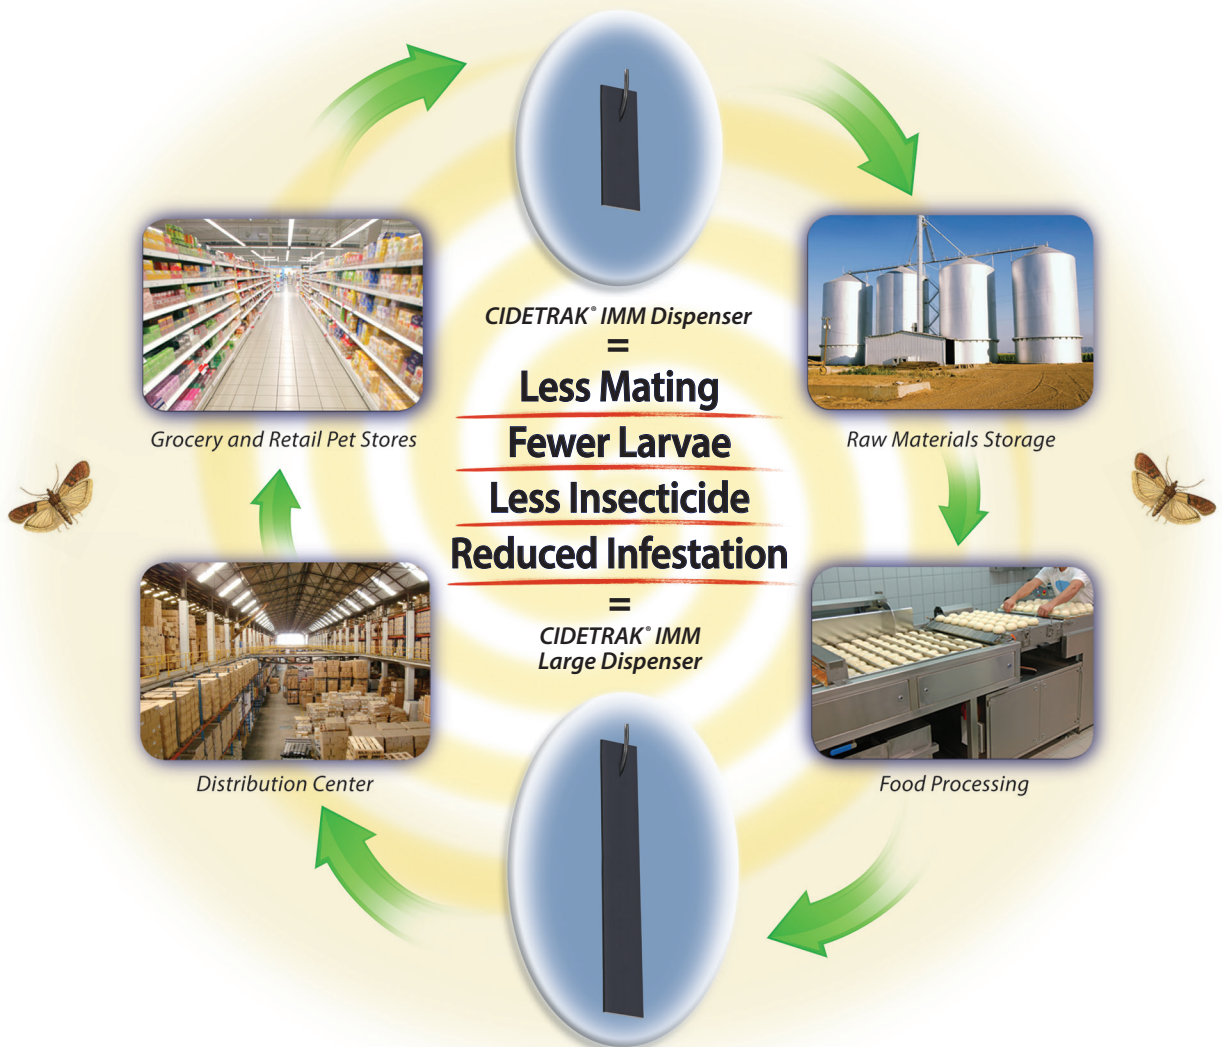 CIDETRAK® IMM Dispenser
=
Less Mating
Fewer Larvae
Less Insecticide
Reduced Infestation
=
CIDETRAK® IMM
Large Dispenser
Grocery and Retail Pet Stores
Raw Materials Storage
Distribution Center
Food Processing